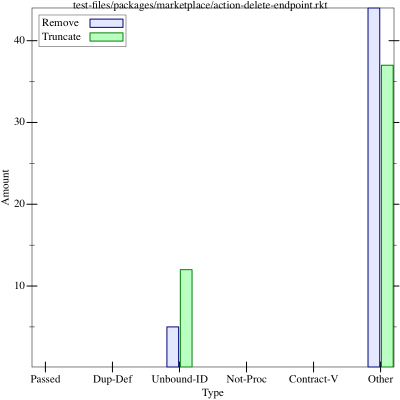 test-files/packages/marketplace/action-delete-endpoint.rkt
Remove
Truncate
40
30
20
10
Amount
Passed Dup-Def Unbound-ID Not-Proc Contract-V Other
Type